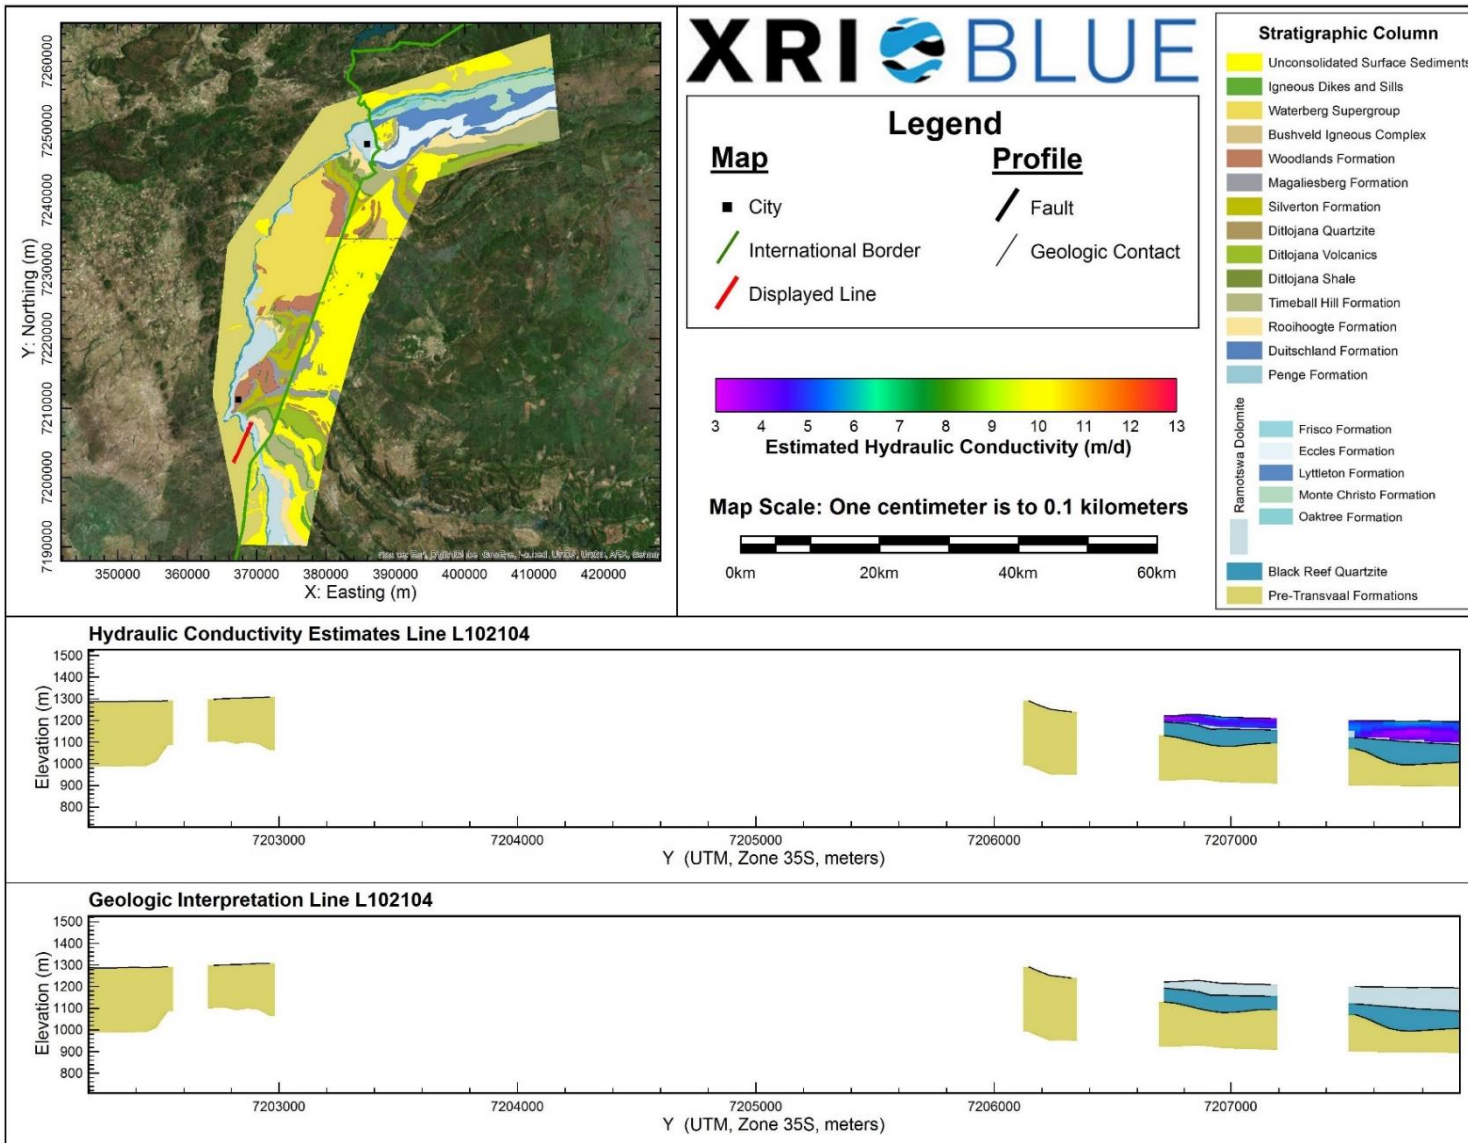 7260000
7250000
7240000
7230000
7220000
7210000
7200000
7190000
Y: Northing (m)
350000 360000 370000 380000 390000 400000 410000 420000
X: Easting (m)
XRI BLUE
Legend
Map
City
International Border
Displayed Line
Profile
Fault
Geologic Contact
3 4 5 6 7 8 9 10 11 12 13
Estimated Hydraulic Conductivity (m/d)
Map Scale: One centimeter is to 0.1 kilometers
0km 20km 40km 60km
Stratigraphic Column
Unconsolidated Surface Sediments
Igneous Dikes and Sills
Waterberg Supergroup
Bushveld Igneous Complex
Woodlands Formation
Magaliesberg Formation
Silverton Formation
Ditlojana Quartzite
Ditlojana Volcanics
Ditlojana Shale
Timeball Hill Formation
Rooihoogte Formation
Duitschland Formation
Penge Formation
Ramotswa Dolomite
Frisco Formation
Eccles Formation
Lyttleton Formation
Monte Christo Formation
Oaktree Formation
Black Reef Quartzite
Pre-Transvaal Formations
Hydraulic Conductivity Estimates Line L102104
Elevation (m)
1500
1400
1300
1200
1100
1000
900
800
7203000 7204000 7205000 7206000 7207000
Y (UTM, Zone 35S, meters)
Geologic Interpretation Line L102104
Elevation (m)
1500
1400
1300
1200
1100
1000
900
800
7203000 7204000 7205000 7206000 7207000
Y (UTM, Zone 35S, meters)